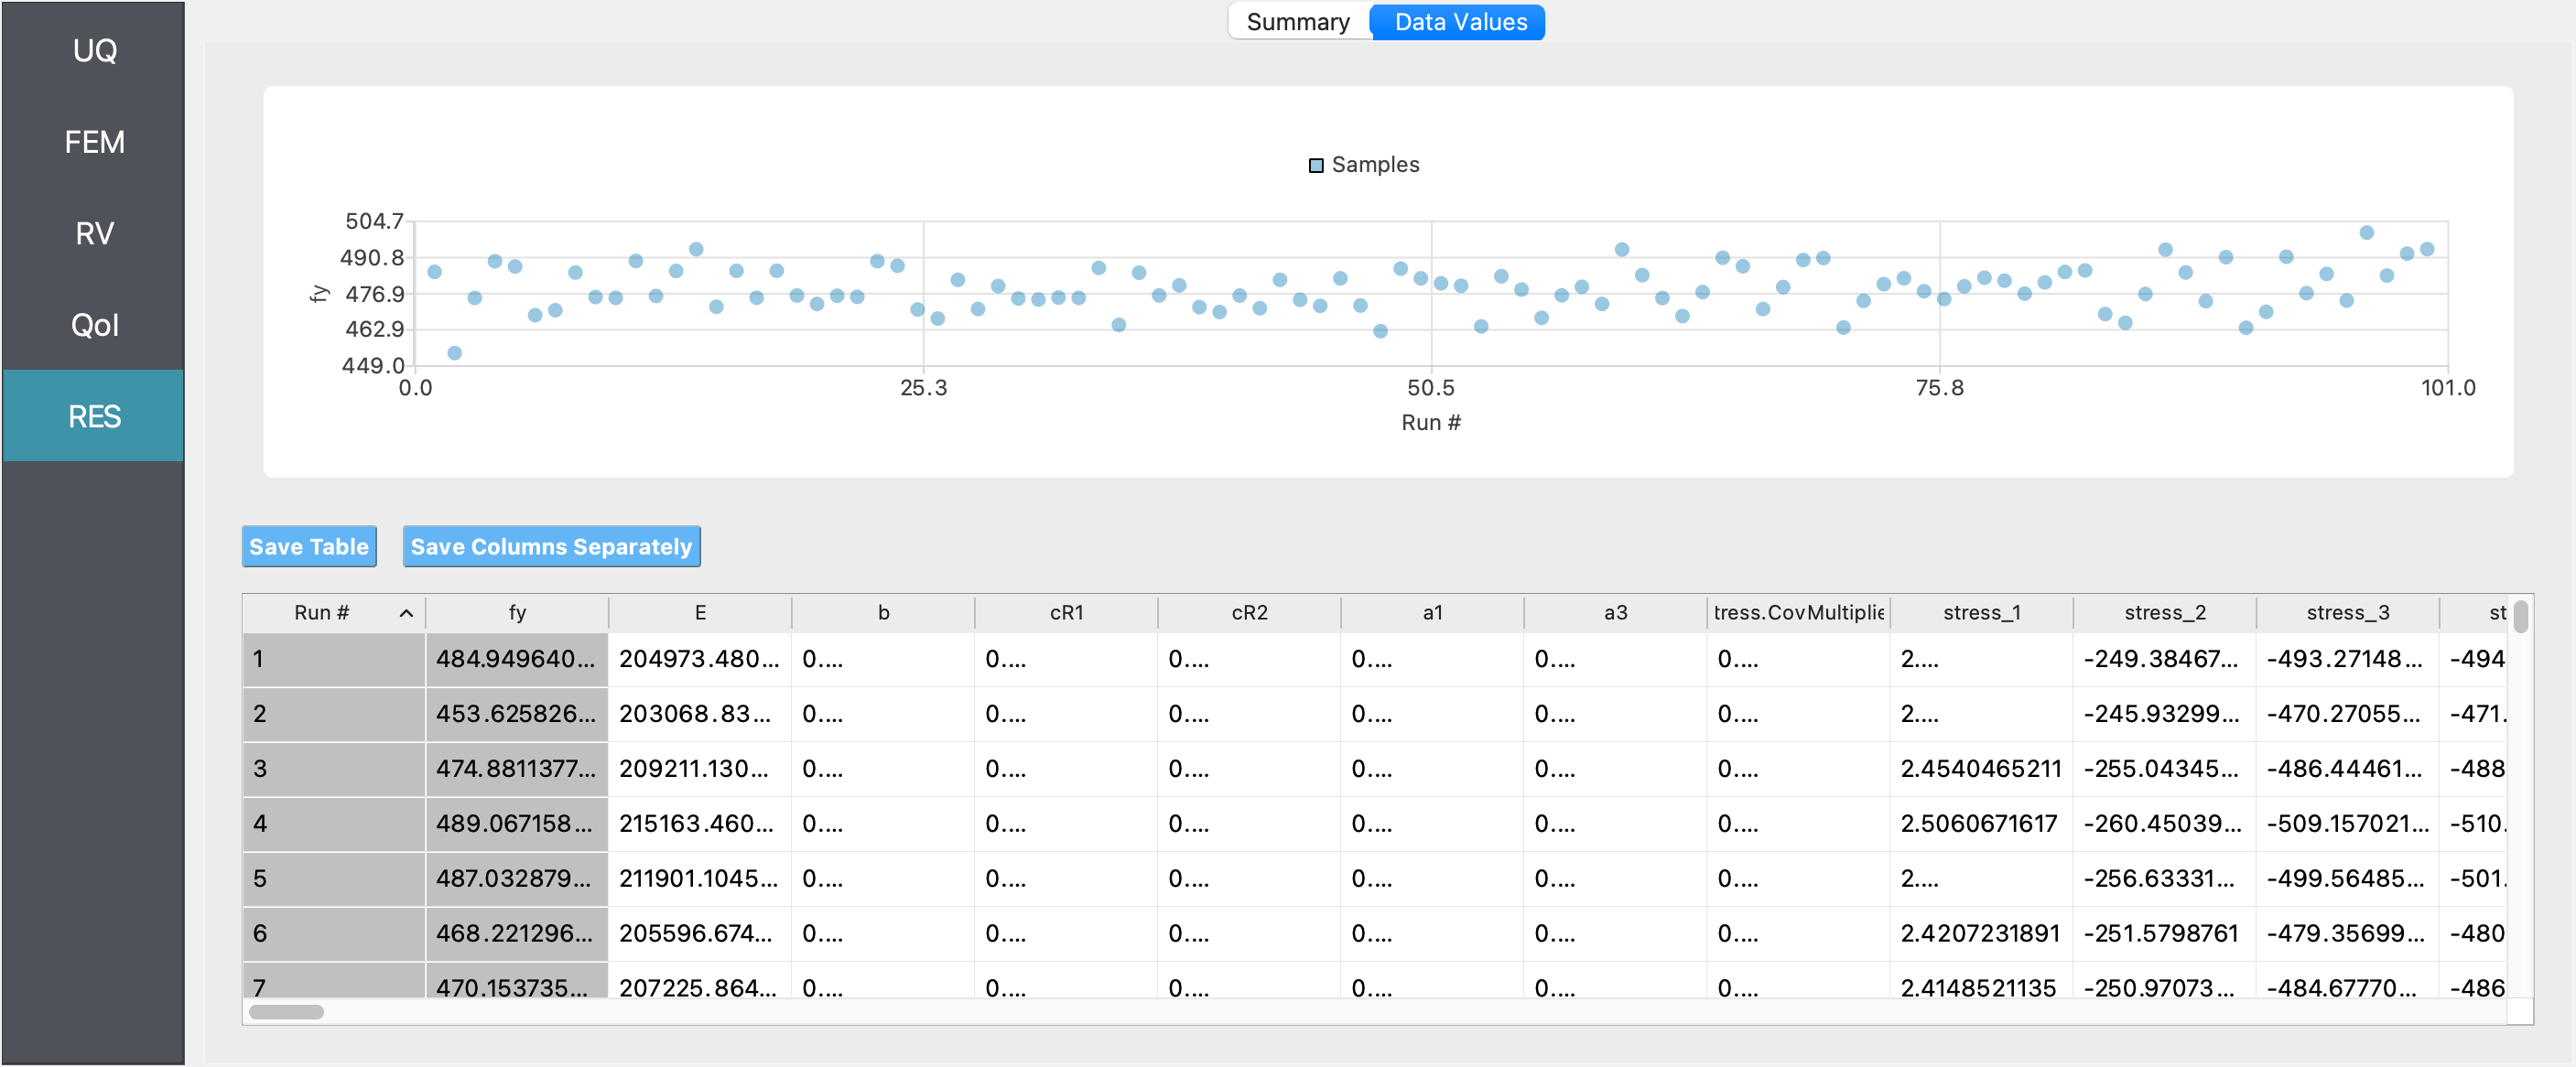 Summary Data Values
UQ
FEM
RV
QoI
RES
Samples
504.7
490.8
476.9
462.9
449.0
fy
0.0 25.3 50.5 75.8 101.0
Run #
Save Table Save Columns Separately
Run # fy E b cR1 cR2 a1 a3 tress.CovMultiplie stress_1 stress_2 stress_3 st
1 484.949640... 204973.480... 0.... 0.... 0.... 0.... 0.... 0.... 2.... -249.38467... -493.27148... -494
2 453.625826... 203068.83... 0.... 0.... 0.... 0.... 0.... 0.... 2.... -245.93299... -470.27055... -471.
3 474.8811377... 209211.130... 0.... 0.... 0.... 0.... 0.... 0.... 2.4540465211 -255.04345... -486.44461... -488
4 489.067158... 215163.460... 0.... 0.... 0.... 0.... 0.... 0.... 2.5060671617 -260.45039... -509.157021... -510.
5 487.032879... 211901.1045... 0.... 0.... 0.... 0.... 0.... 0.... 2.... -256.63331... -499.56485... -501.
6 468.221296... 205596.674... 0.... 0.... 0.... 0.... 0.... 0.... 2.4207231891 -251.5798761 -479.35699... -480
7 470.153735... 207225.864... 0.... 0.... 0.... 0.... 0.... 0.... 2.4148521135 -250.97073... -484.67770... -486